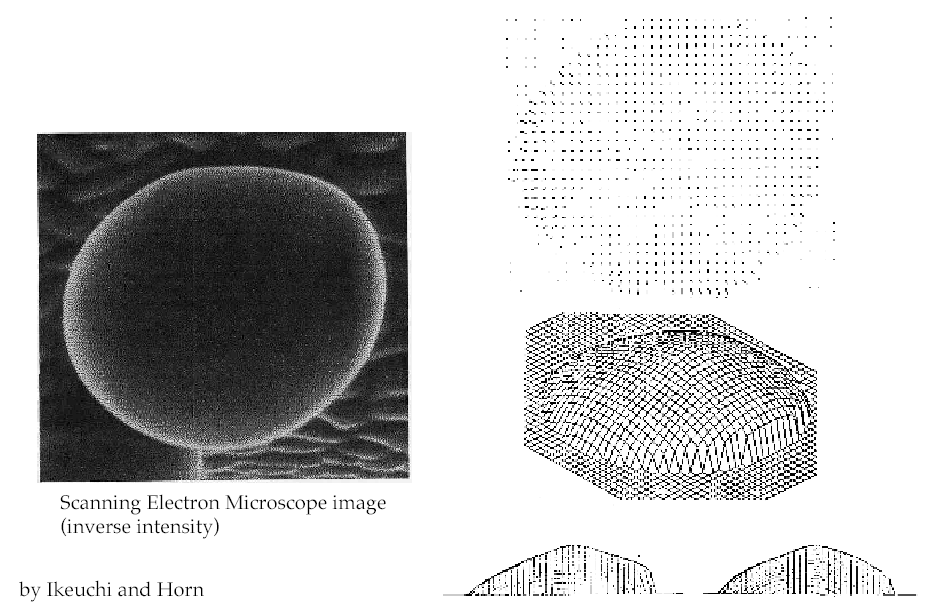 Scanning Electron Microscope image
(inverse intensity)
by Ikeuchi and Horn